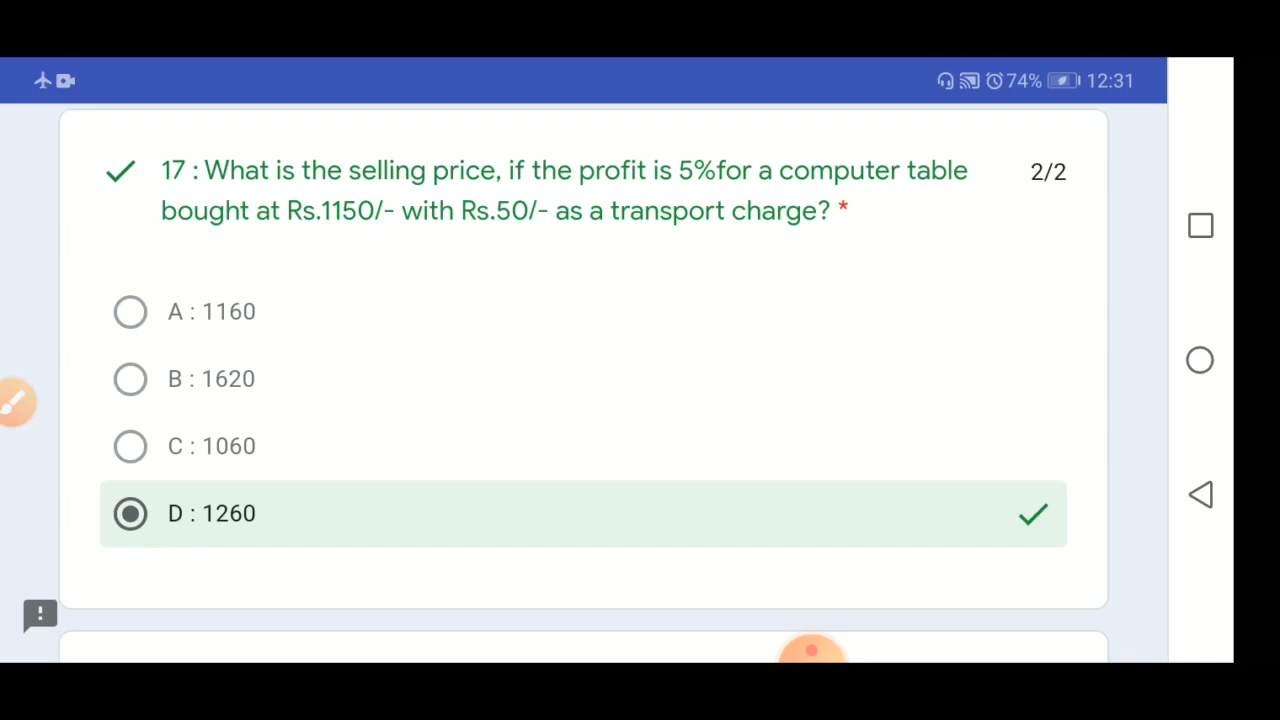 74% 12:31
17 : What is the selling price, if the profit is 5%for a computer table 2/2
bought at Rs.1150/- with Rs.50/- as a transport charge? *
A : 1160
B : 1620
C : 1060
D : 1260